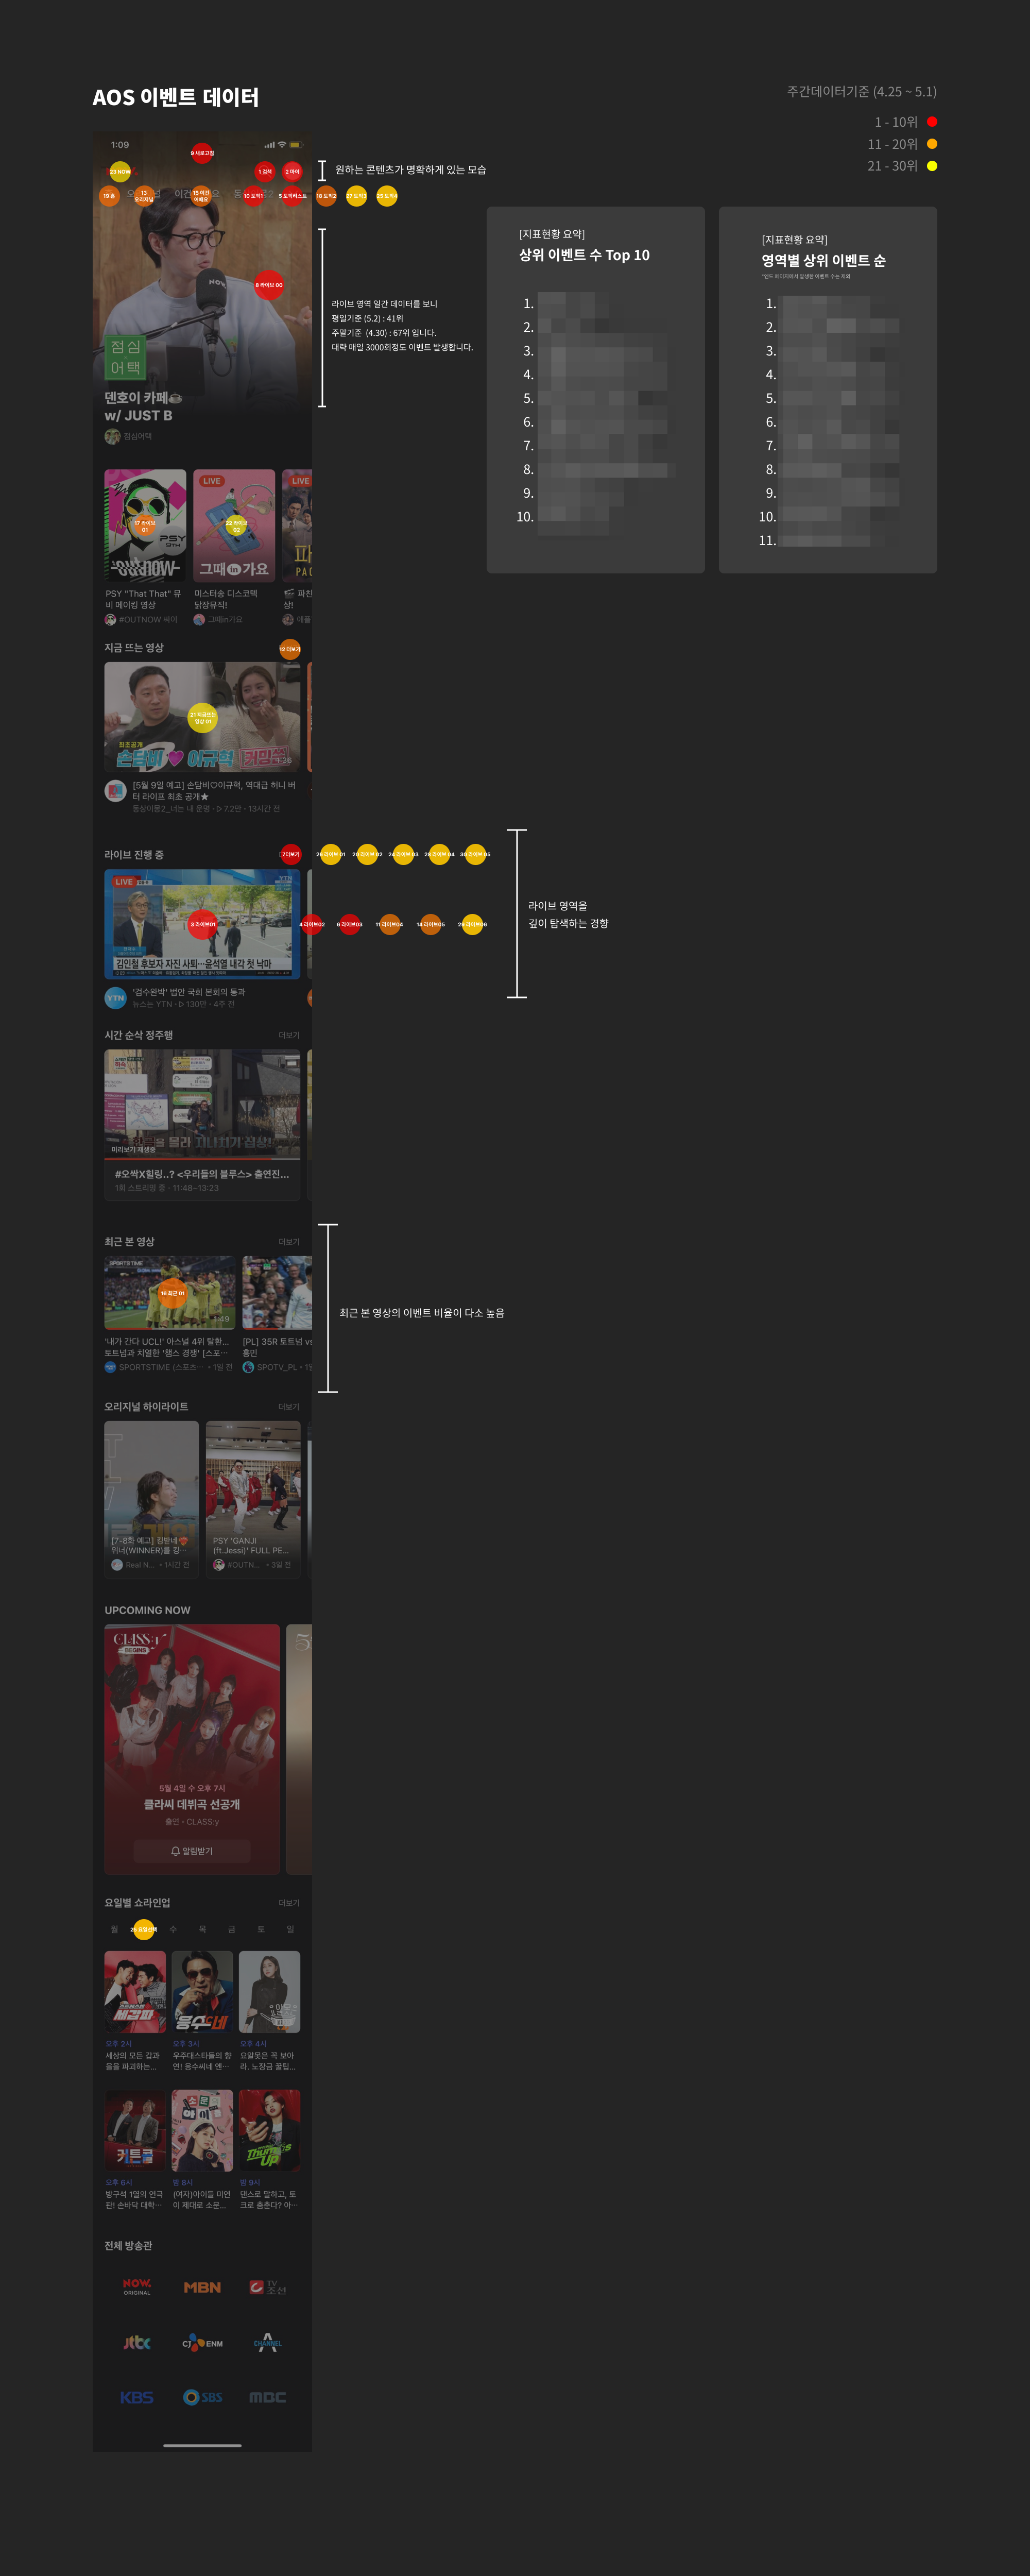 AOS 이벤트 데이터
주간데이터기준 (4.25 ~ 5.1)
1 - 10위
11 - 20위
21 - 30위
1:09
9 새로고침
23 NOW
1 검색
2 마이
원하는 콘텐츠가 명확하게 있는 모습
19 홈
13 오리지널
15 이건 어때요
10 토픽1
5 토픽리스트
16 토픽2
27 토픽3
8 라이브 00
라이브 영역 일간 데이터를 보니
평일기준 (5.2) : 41위
주말기준 (4.30) : 67위 입니다.
대략 매일 3000회정도 이벤트 발생합니다.
점심
어택
덴호이 카페
w/ JUST B
점심어택
[지표현황 요약]
상위 이벤트 수 Top 10
1.
2.
3.
4.
5.
6.
7.
8.
9.
10.
[지표현황 요약]
영역별 상위 이벤트 순
*엔드 페이지에서 발생한 이벤트 수는 제외
1.
2.
3.
4.
5.
6.
7.
8.
9.
10.
11.
LIVE
LIVE
17 라이브 01
22 라이브 02
PSY
9TH
그때in가요
PSY "That That" 뮤
비 메이킹 영상
#OUTNOW 싸이
미스터송 디스코텍
닭장뮤직!
그때in가요
파친
상!
애플
지금 뜨는 영상
12 더보기
21 지금뜨는 영상 01
최초공개
손담비 이규혁
[5월 9일 예고] 손담비♡이규혁, 역대급 허니 버
터 라이프 최초 공개★
동상이몽2_너는 내 운명 · ▷ 7.2만 · 13시간 전
라이브 진행 중
7더보기
26 라이브 01
20 라이브 02
24 라이브 03
28 라이브 04
30 라이브 05
LIVE
YTN
3 라이브01
4 라이브02
6 라이브03
11 라이브04
14 라이브05
김인철 후보자 자진 사퇴…윤석열 내각 첫 낙마
라이브 영역을
깊이 탐색하는 경향
YTN
'검수완박' 법안 국회 본회의 통과
뉴스는 YTN · ▷ 130만 · 4주 전
시간 순삭 정주행
더보기
미리보기 재생중
#오싹X힐링..? <우리들의 블루스> 출연진...
1회 스트리밍 중 · 11:48~13:23
최근 본 영상
더보기
SPORTSTIME
18 최근 01
1:49
최근 본 영상의 이벤트 비율이 다소 높음
'내가 간다 UCL!' 아스널 4위 탈환...
토트넘과 치열한 '챔스 경쟁' [스포…
SPORTSTIME (스포츠… · 1일 전
[PL] 35R 토트넘 vs
흥민
SPOTV_PL · 1일
오리지널 하이라이트
더보기
[7-8화 예고] 킹받네
위너(WINNER)를 킹…
Real N... · 1시간 전
PSY 'GANJI
(ft.Jessi)' FULL PE...
#OUTN... · 3일 전
UPCOMING NOW
CLASS:y
BEGINS
5월 4일 수 오후 7시
클라씨 데뷔곡 선공개
출연 · CLASS:y
알림받기
요일별 쇼라인업
더보기
월
수
목
금
토
일
세갑파
응수씨네
오후 2시
오후 3시
오후 4시
세상의 모든 갑과
을을 파괴하는...
우주대스타들의 향
연! 응수씨네 엔…
요알못은 꼭 보아
라. 노장금 꿀팁...
커튼콜
소문
Thumbs
Up
오후 6시
밤 8시
밤 9시
방구석 1열의 연극
판! 손바닥 대학…
(여자)아이들 미연
이 제대로 소문...
댄스로 말하고, 토
크로 춤춘다? 아…
전체 방송관
NOW.
ORIGINAL
MBN
TV
조선
jtbc
CJ ENM
CHANNEL A
KBS
SBS
MBC